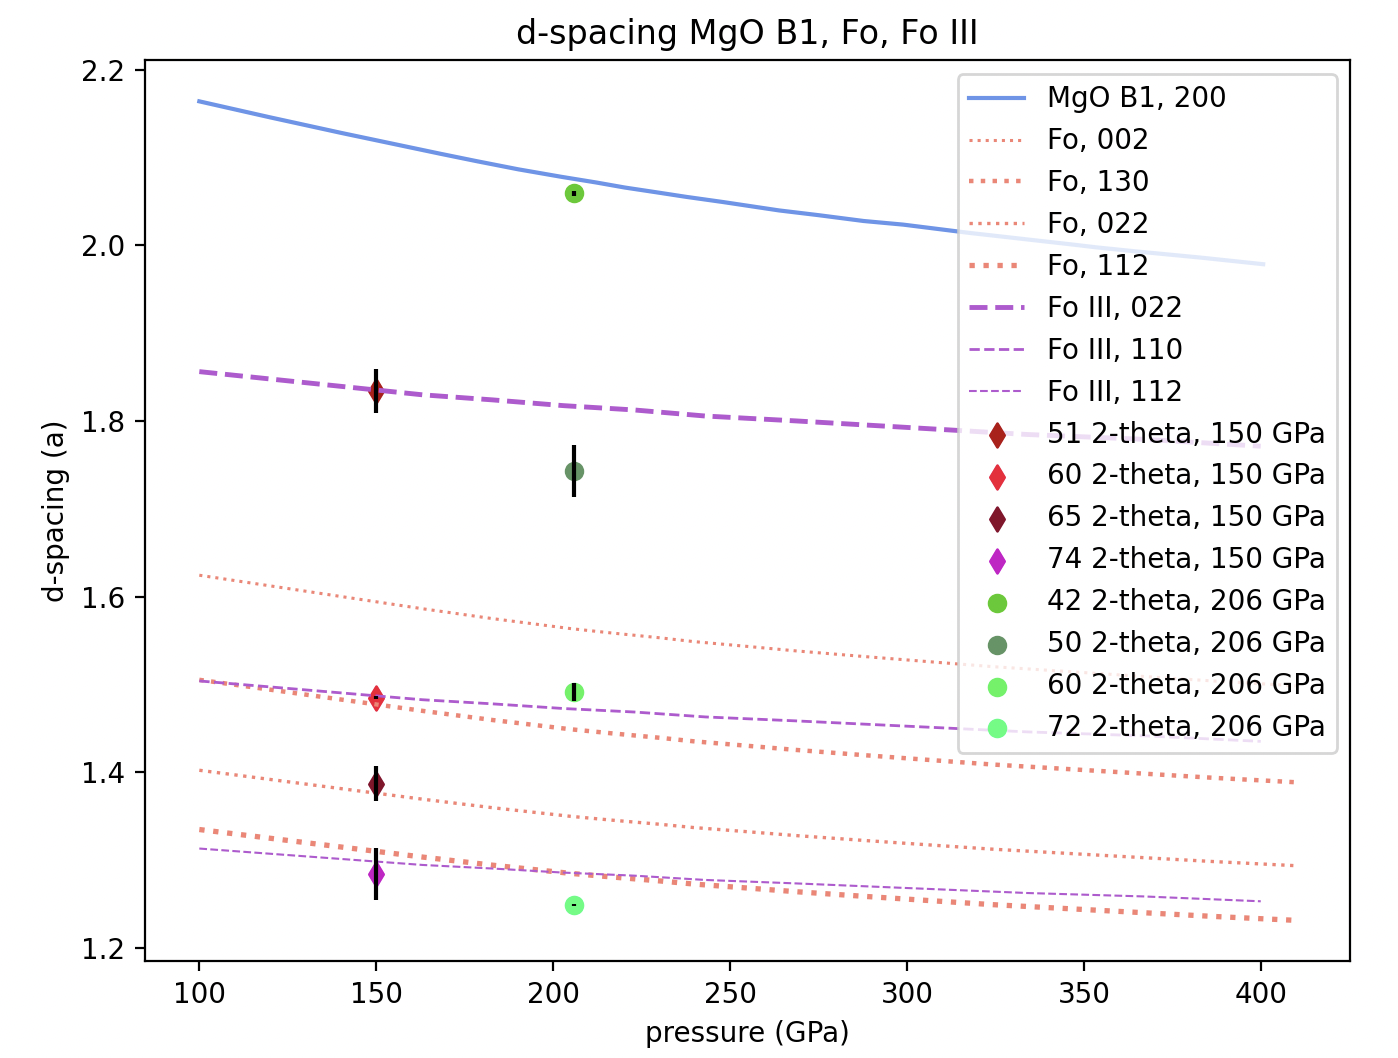 d-spacing MgO B1, Fo, Fo III
2.2
2.0
1.8
1.6
1.4
1.2
d-spacing (a)
MgO B1, 200
Fo, 002
Fo, 130
Fo, 022
Fo, 112
Fo III, 022
Fo III, 110
Fo III, 112
51 2-theta, 150 GPa
60 2-theta, 150 GPa
65 2-theta, 150 GPa
74 2-theta, 150 GPa
42 2-theta, 206 GPa
50 2-theta, 206 GPa
60 2-theta, 206 GPa
72 2-theta, 206 GPa
100 150 200 250 300 350 400
pressure (GPa)